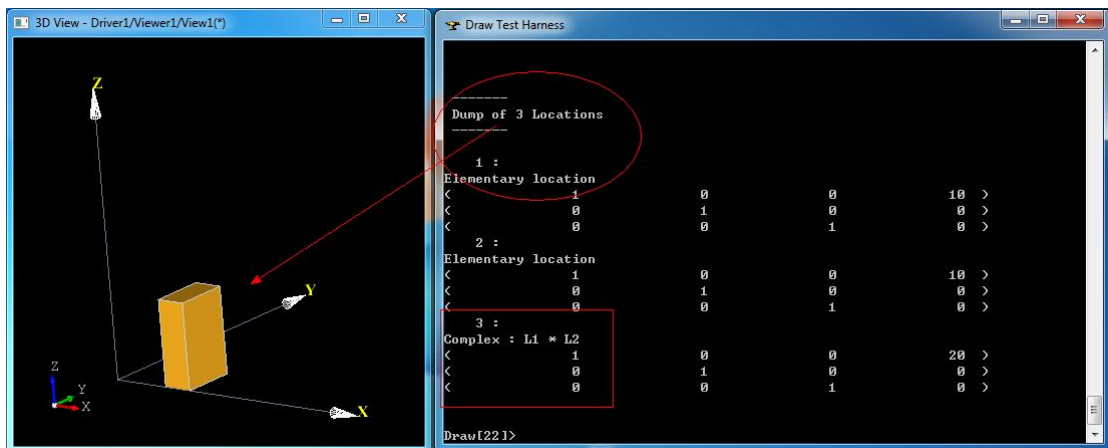 3D View - Driver1/Viewer1/View1(*)
Z
Y
X
Z
Y
X
Draw Test Harness
-------
Dump of 3 Locations
-------
1 :
Elementary location
( 1 0 0 10 )
( 0 1 0 0 )
( 0 0 1 0 )
2 :
Elementary location
( 1 0 0 10 )
( 0 1 0 0 )
( 0 0 1 0 )
3 :
Complex : L1 * L2
( 1 0 0 20 )
( 0 1 0 0 )
( 0 0 1 0 )
Draw[22]>